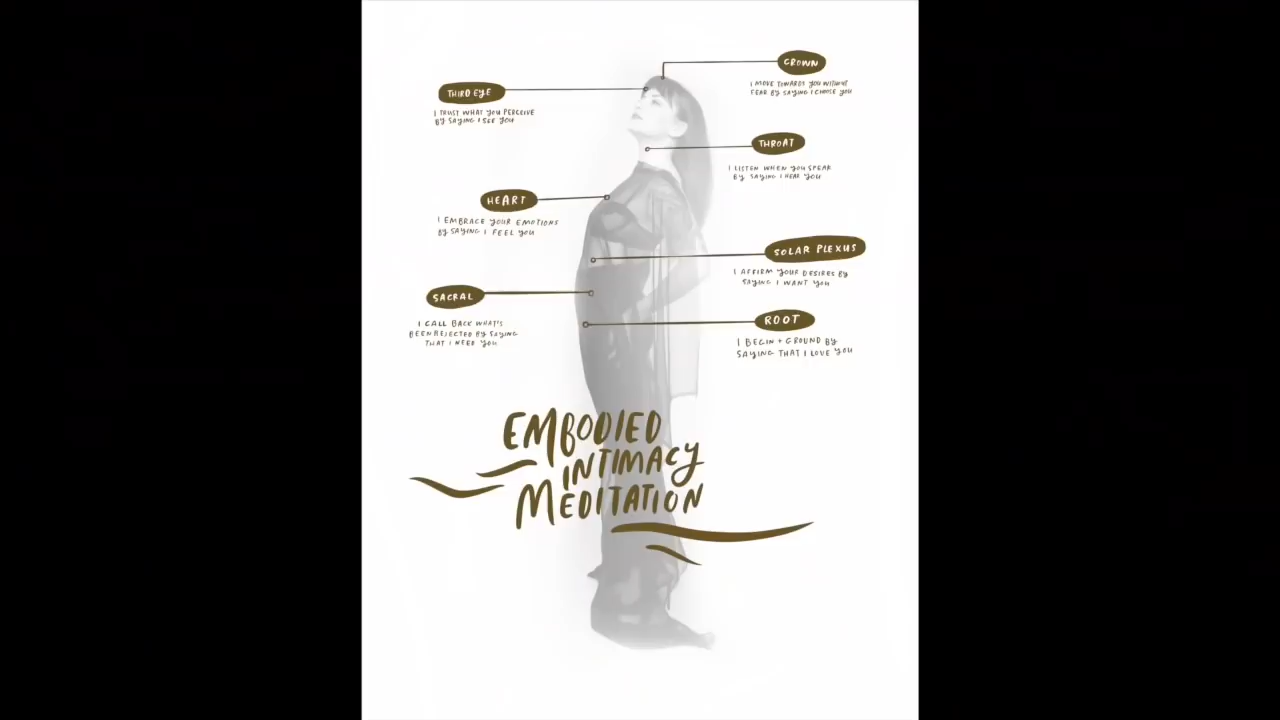 CROWN
I MOVE TOWARDS YOU WITHOUT
FEAR BY SAYING I CHOOSE YOU
THIRD EYE
I TRUST WHAT YOU PERCEIVE
BY SAYING I SEE YOU
THROAT
I LISTEN WHEN YOU SPEAK
BY SAYING I HEAR YOU
HEART
I EMBRACE YOUR EMOTIONS
BY SAYING I FEEL YOU
SOLAR PLEXUS
I AFFIRM YOUR DESIRES BY
SAYING I WANT YOU
SACRAL
I CALL BACK WHAT'S
BEEN REJECTED BY SAYING
THAT I NEED YOU
ROOT
I BEGIN + GROUND BY
SAYING THAT I LOVE YOU
EMBODIED
INTIMACY
MEDITATION